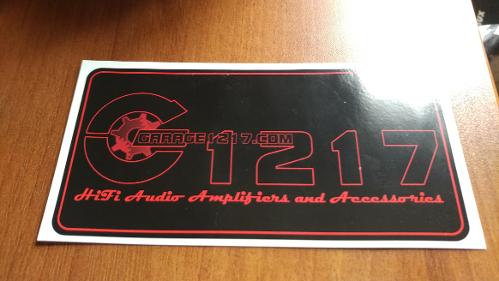 GARAGE1217.COM
1217
HiFi Audio Amplifiers and Accessories